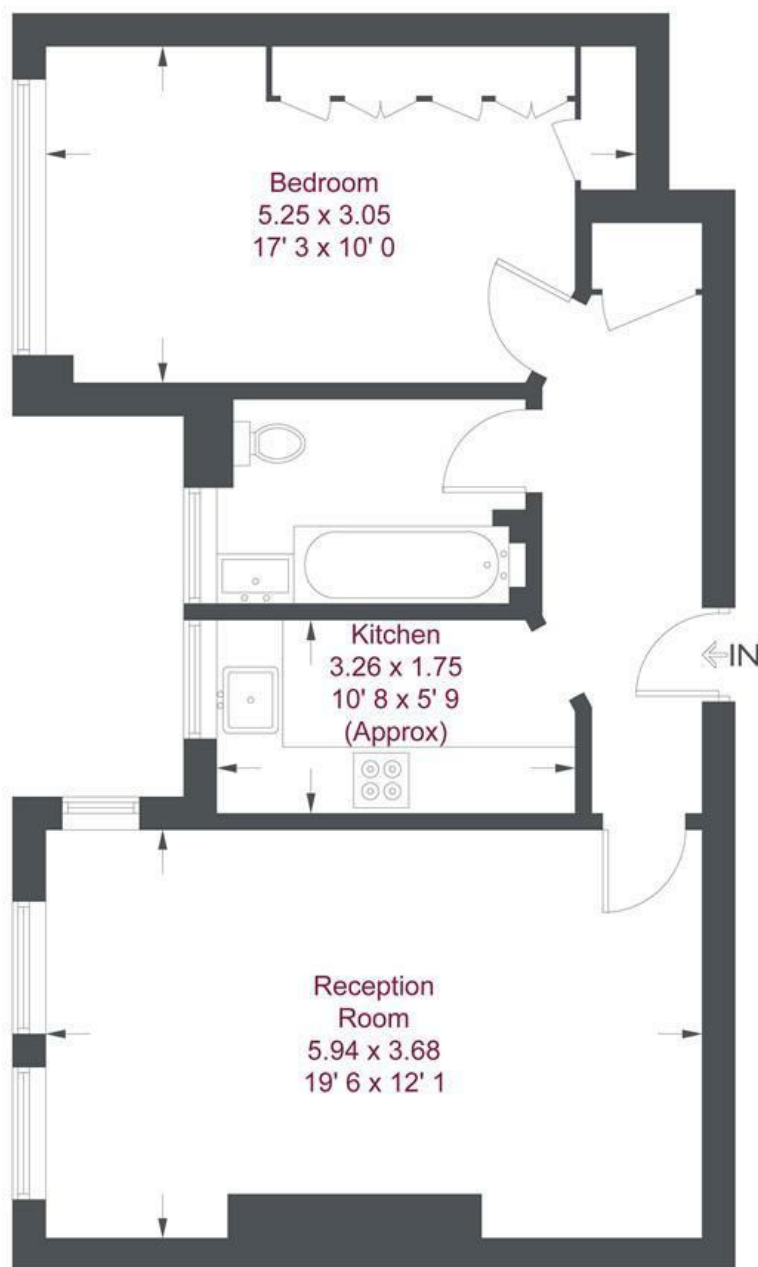 Bedroom
5.25 x 3.05
17' 3 x 10' 0
Kitchen
3.26 x 1.75
10' 8 x 5' 9
(Approx)
IN
Reception
Room
5.94 x 3.68
19' 6 x 12' 1